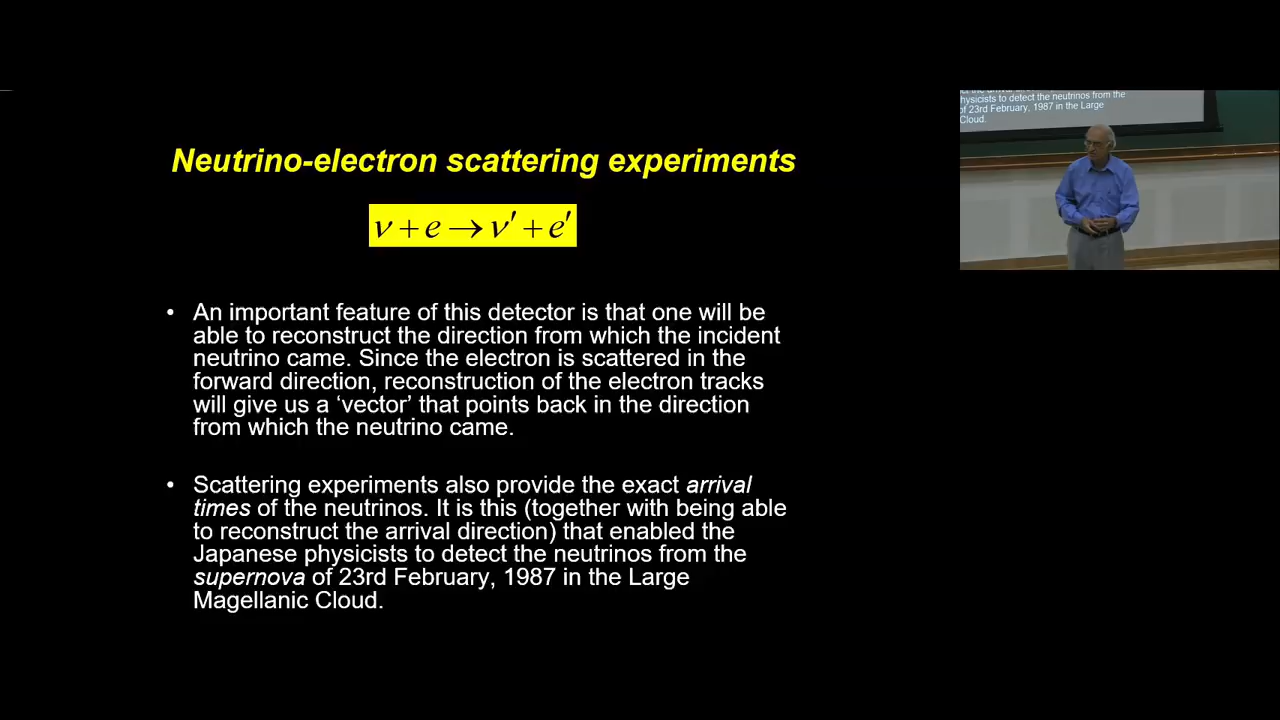 Neutrino-electron scattering experiments
ν + e → ν′ + e′
• An important feature of this detector is that one will be
able to reconstruct the direction from which the incident
neutrino came. Since the electron is scattered in the
forward direction, reconstruction of the electron tracks
will give us a ‘vector’ that points back in the direction
from which the neutrino came.
• Scattering experiments also provide the exact arrival
times of the neutrinos. It is this (together with being able
to reconstruct the arrival direction) that enabled the
Japanese physicists to detect the neutrinos from the
supernova of 23rd February, 1987 in the Large
Magellanic Cloud.
physicists to detect the neutrinos from the
of 23rd February, 1987 in the Large
Cloud.